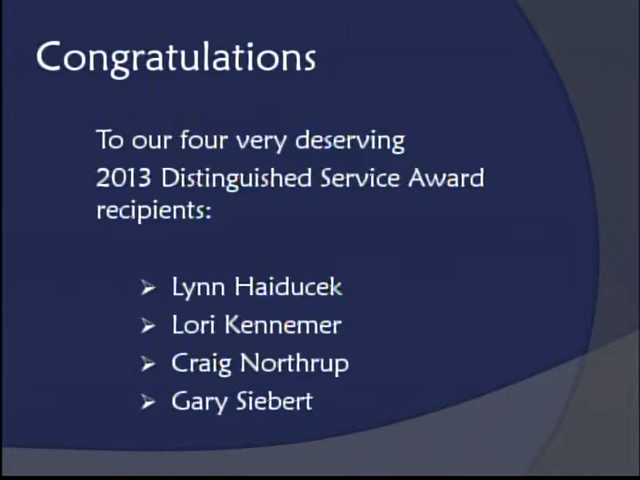 Congratulations
To our four very deserving
2013 Distinguished Service Award
recipients:
Lynn Haiducek
Lori Kennemer
Craig Northrup
Gary Siebert